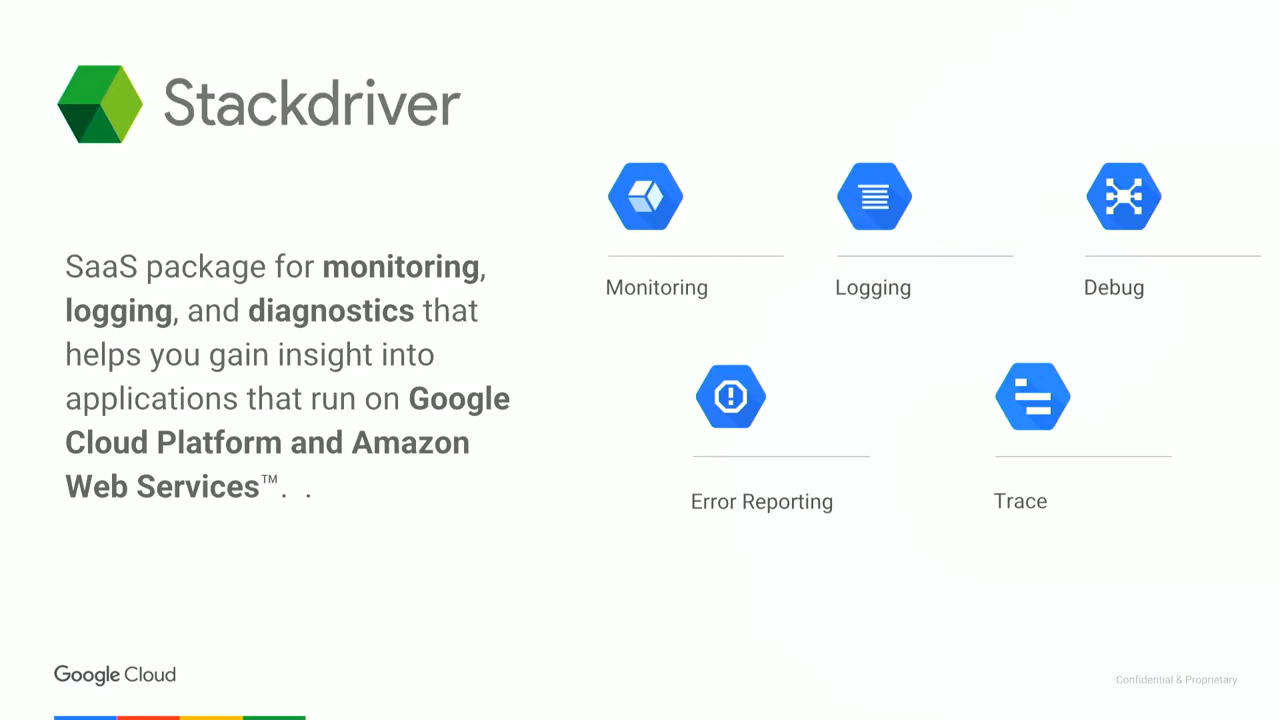 Stackdriver
SaaS package for monitoring,
logging, and diagnostics that
helps you gain insight into
applications that run on Google
Cloud Platform and Amazon
Web Services™. .
Monitoring
Logging
Debug
Error Reporting
Trace
Google Cloud
Confidential & Proprietary